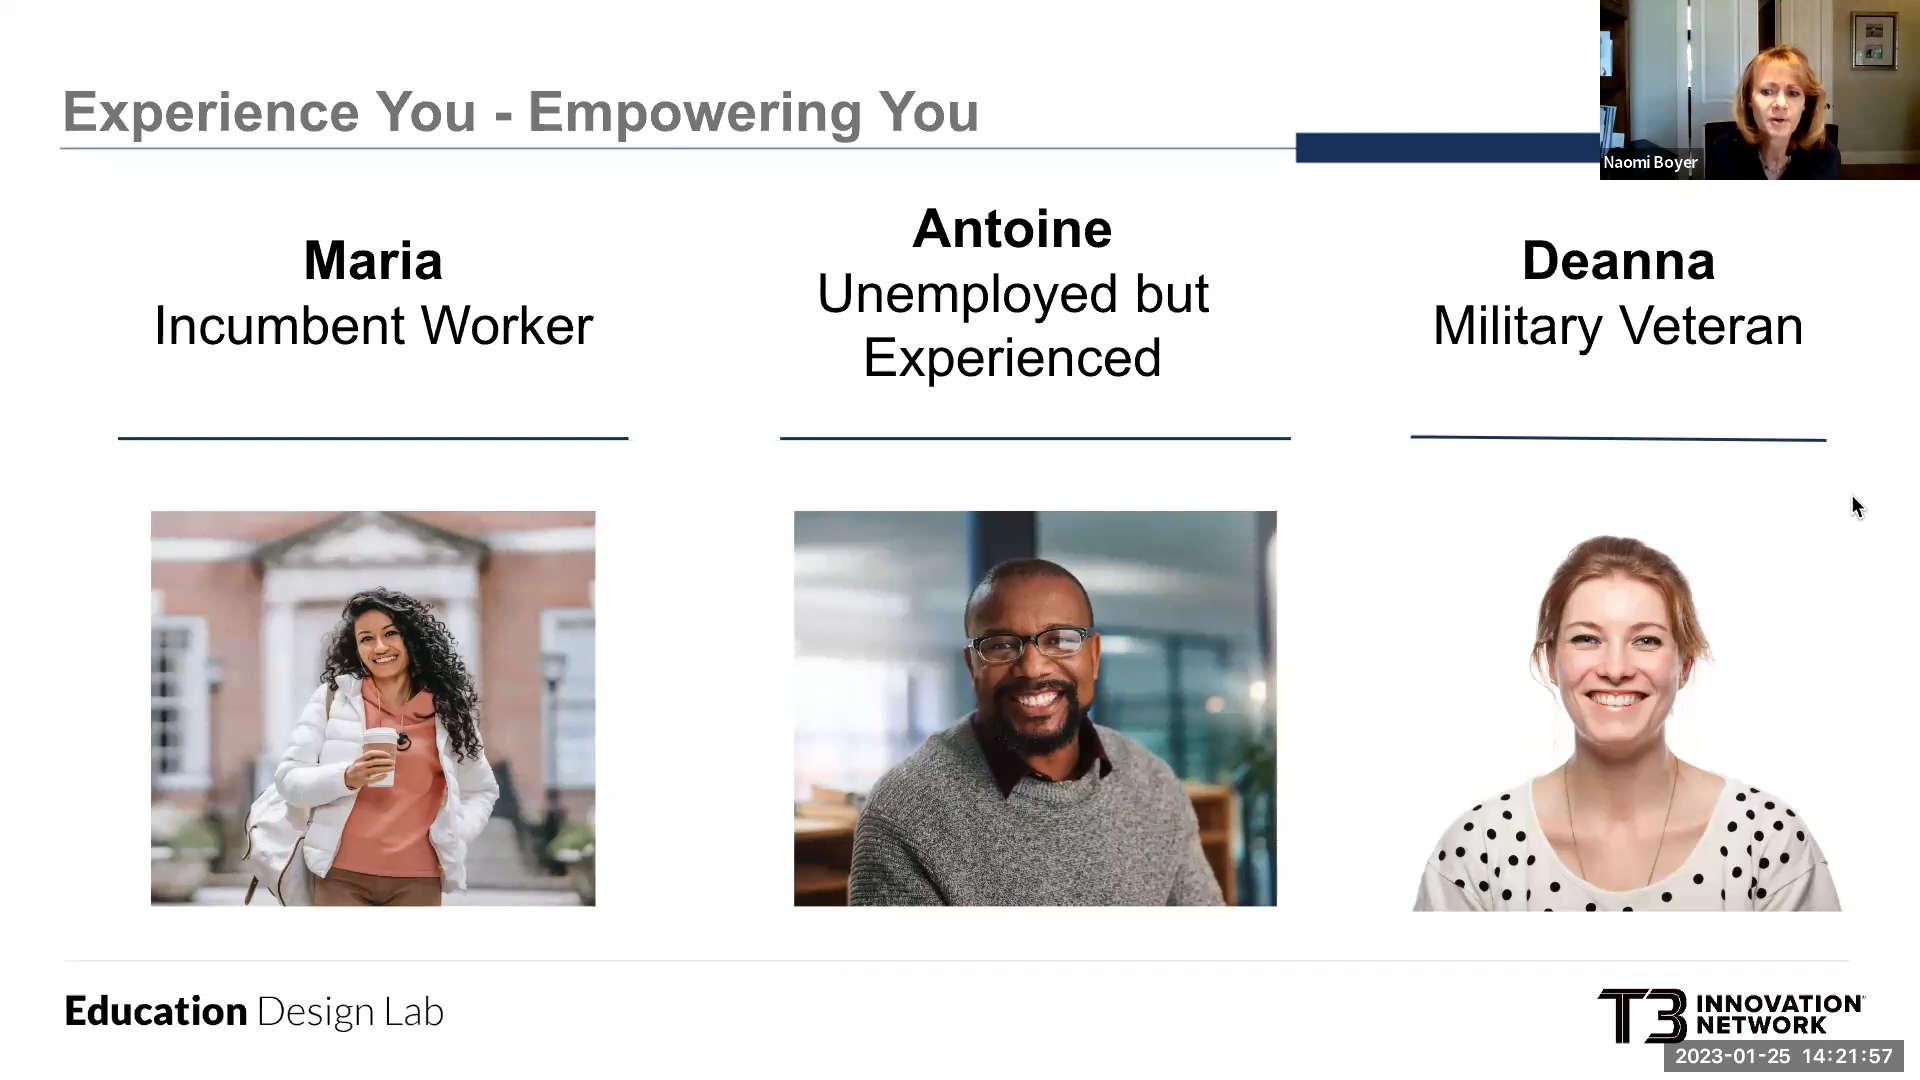 Experience You - Empowering You
Naomi Boyer
Maria
Incumbent Worker
Antoine
Unemployed but
Experienced
Deanna
Military Veteran
Education Design Lab
T3 INNOVATION
NETWORK
2023-01-25 14:21:57